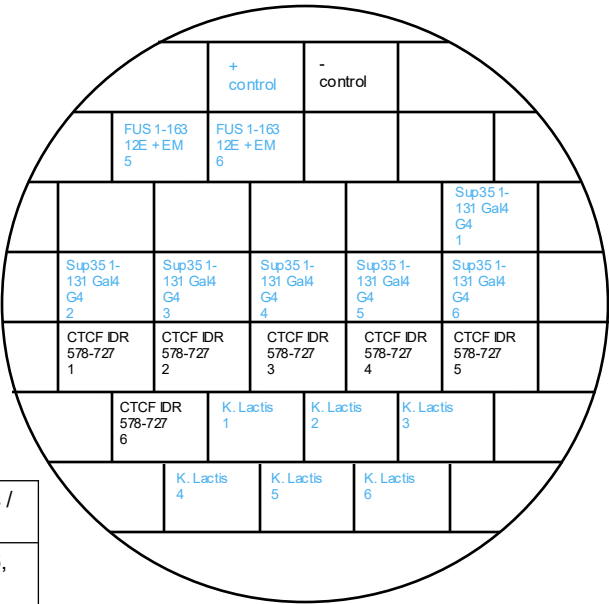 +
control
-
control
FUS 1-163
12E + EM
5
FUS 1-163
12E + EM
6
Sup35 1-
131 Gal4
G4
1
Sup35 1-
131 Gal4
G4
2
Sup35 1-
131 Gal4
G4
3
Sup35 1-
131 Gal4
G4
4
Sup35 1-
131 Gal4
G4
5
Sup35 1-
131 Gal4
G4
6
CTCF IDR
578-727
1
CTCF IDR
578-727
2
CTCF IDR
578-727
3
CTCF IDR
578-727
4
CTCF IDR
578-727
5
CTCF IDR
578-727
6
K. Lactis
1
K. Lactis
2
K. Lactis
3
K. Lactis
4
K. Lactis
5
K. Lactis
6
/
,